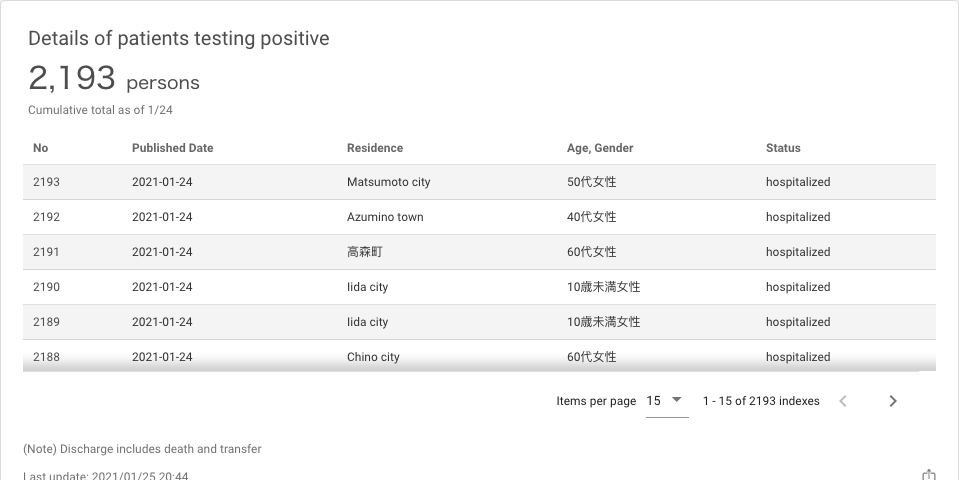 Details of patients testing positive
2,193 persons
Cumulative total as of 1/24
No Published Date Residence Age, Gender Status
2193 2021-01-24 Matsumoto city 50代女性 hospitalized
2192 2021-01-24 Azumino town 40代女性 hospitalized
2191 2021-01-24 高森町 60代女性 hospitalized
2190 2021-01-24 Iida city 10歳未満女性 hospitalized
2189 2021-01-24 Iida city 10歳未満女性 hospitalized
2188 2021-01-24 Chino city 60代女性 hospitalized
Items per page 15 1 - 15 of 2193 indexes
(Note) Discharge includes death and transfer
Last update: 2021/01/25 20:44